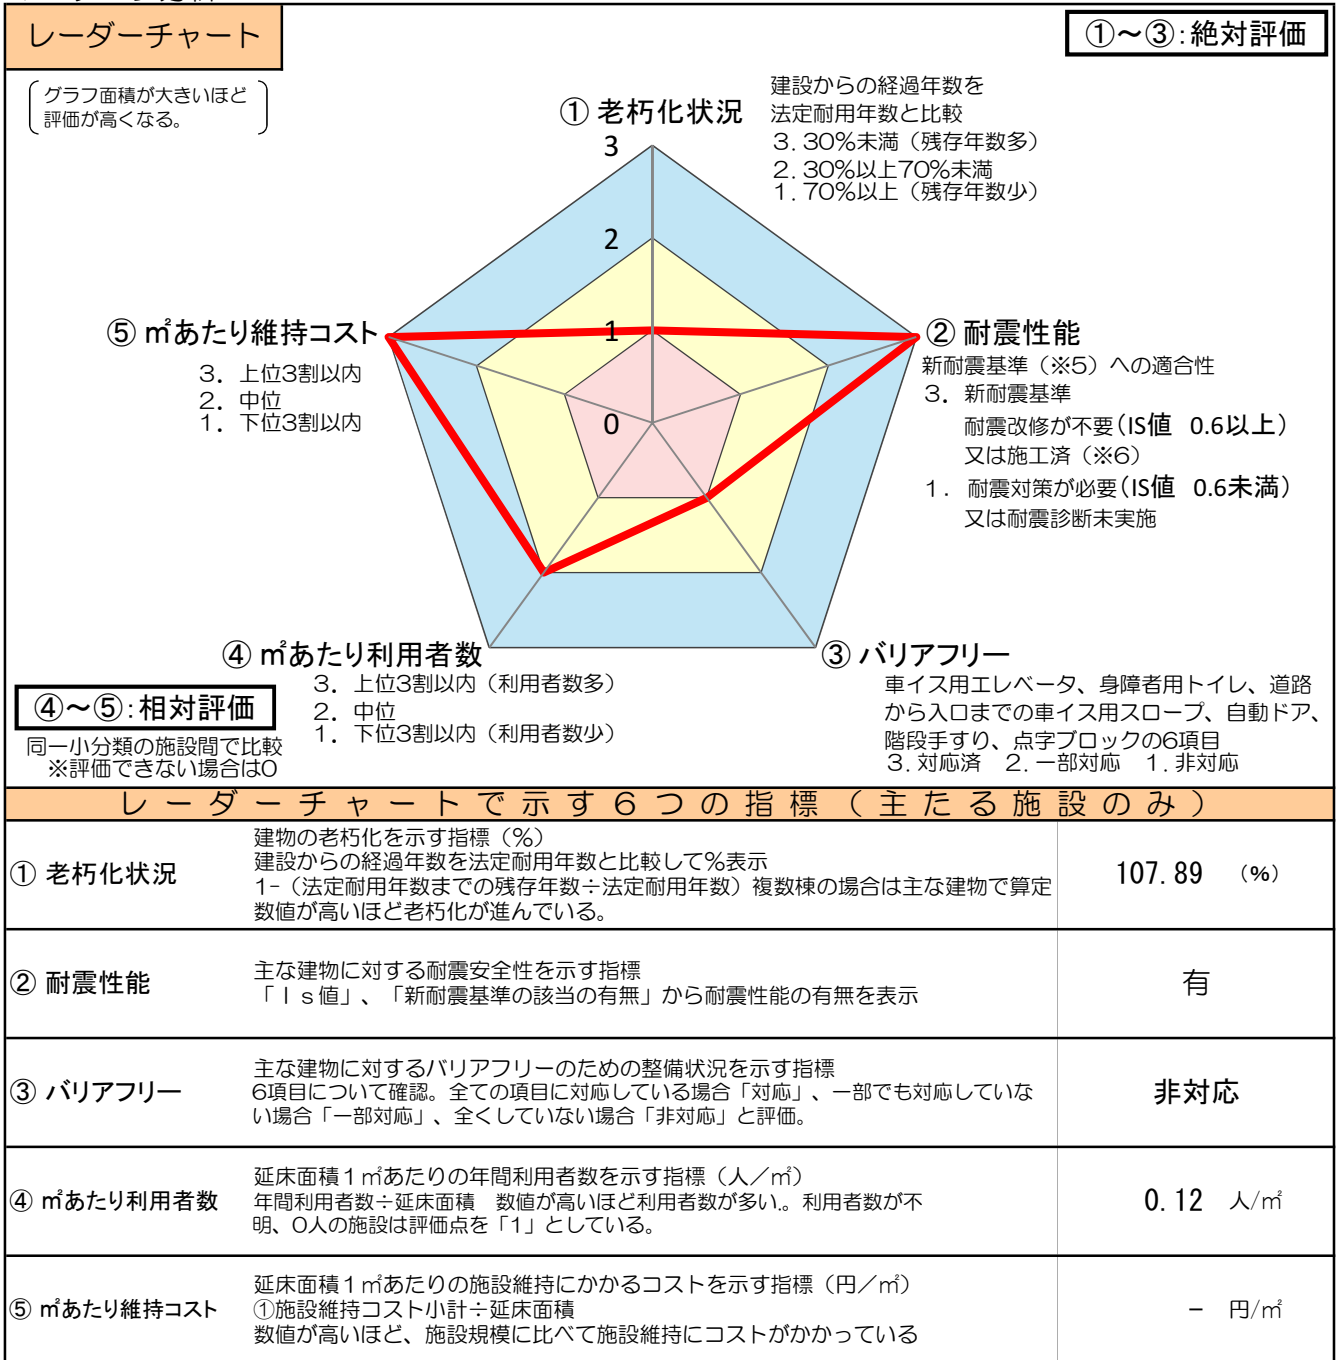 レーダーチャート
①～③：絶対評価
グラフ面積が大きいほど
評価が高くなる。
① 老朽化状況
建設からの経過年数を
法定耐用年数と比較
3．30%未満（残存年数多）
2．30%以上70%未満
1．70%以上（残存年数少）
3
2
1
0
⑤ ㎡あたり維持コスト
3．上位3割以内
2．中位
1．下位3割以内
② 耐震性能
新耐震基準（※5）への適合性
3．新耐震基準
耐震改修が不要（IS値　0.6以上）
又は施工済（※6）
1．耐震対策が必要（IS値　0.6未満）
又は耐震診断未実施
④ ㎡あたり利用者数
3．上位3割以内（利用者数多）
2．中位
1．下位3割以内（利用者数少）
③ バリアフリー
車イス用エレベータ、身障者用トイレ、道路
から入口までの車イス用スロープ、自動ドア、
階段手すり、点字ブロックの6項目
3．対応済　2．一部対応　1．非対応
④～⑤：相対評価
同一小分類の施設間で比較
※評価できない場合は0
レーダーチャートで示す６つの指標（主たる施設のみ）
① 老朽化状況
建物の老朽化を示す指標（%）
建設からの経過年数を法定耐用年数と比較して%表示
1-（法定耐用年数までの残存年数÷法定耐用年数）複数棟の場合は主な建物で算定
数値が高いほど老朽化が進んでいる。
107.89　（%）
② 耐震性能
主な建物に対する耐震安全性を示す指標
「Ｉｓ値」、「新耐震基準の該当の有無」から耐震性能の有無を表示
有
③ バリアフリー
主な建物に対するバリアフリーのための整備状況を示す指標
6項目について確認。全ての項目に対応している場合「対応」、一部でも対応していな
い場合「一部対応」、全くしていない場合「非対応」と評価。
非対応
④ ㎡あたり利用者数
延床面積１㎡あたりの年間利用者数を示す指標（人／㎡）
年間利用者数÷延床面積　数値が高いほど利用者数が多い.。利用者数が不
明、0人の施設は評価点を「1」としている。
0.12　人/㎡
⑤ ㎡あたり維持コスト
延床面積１㎡あたりの施設維持にかかるコストを示す指標（円／㎡）
①施設維持コスト小計÷延床面積
数値が高いほど、施設規模に比べて施設維持にコストがかかっている
－　円/㎡